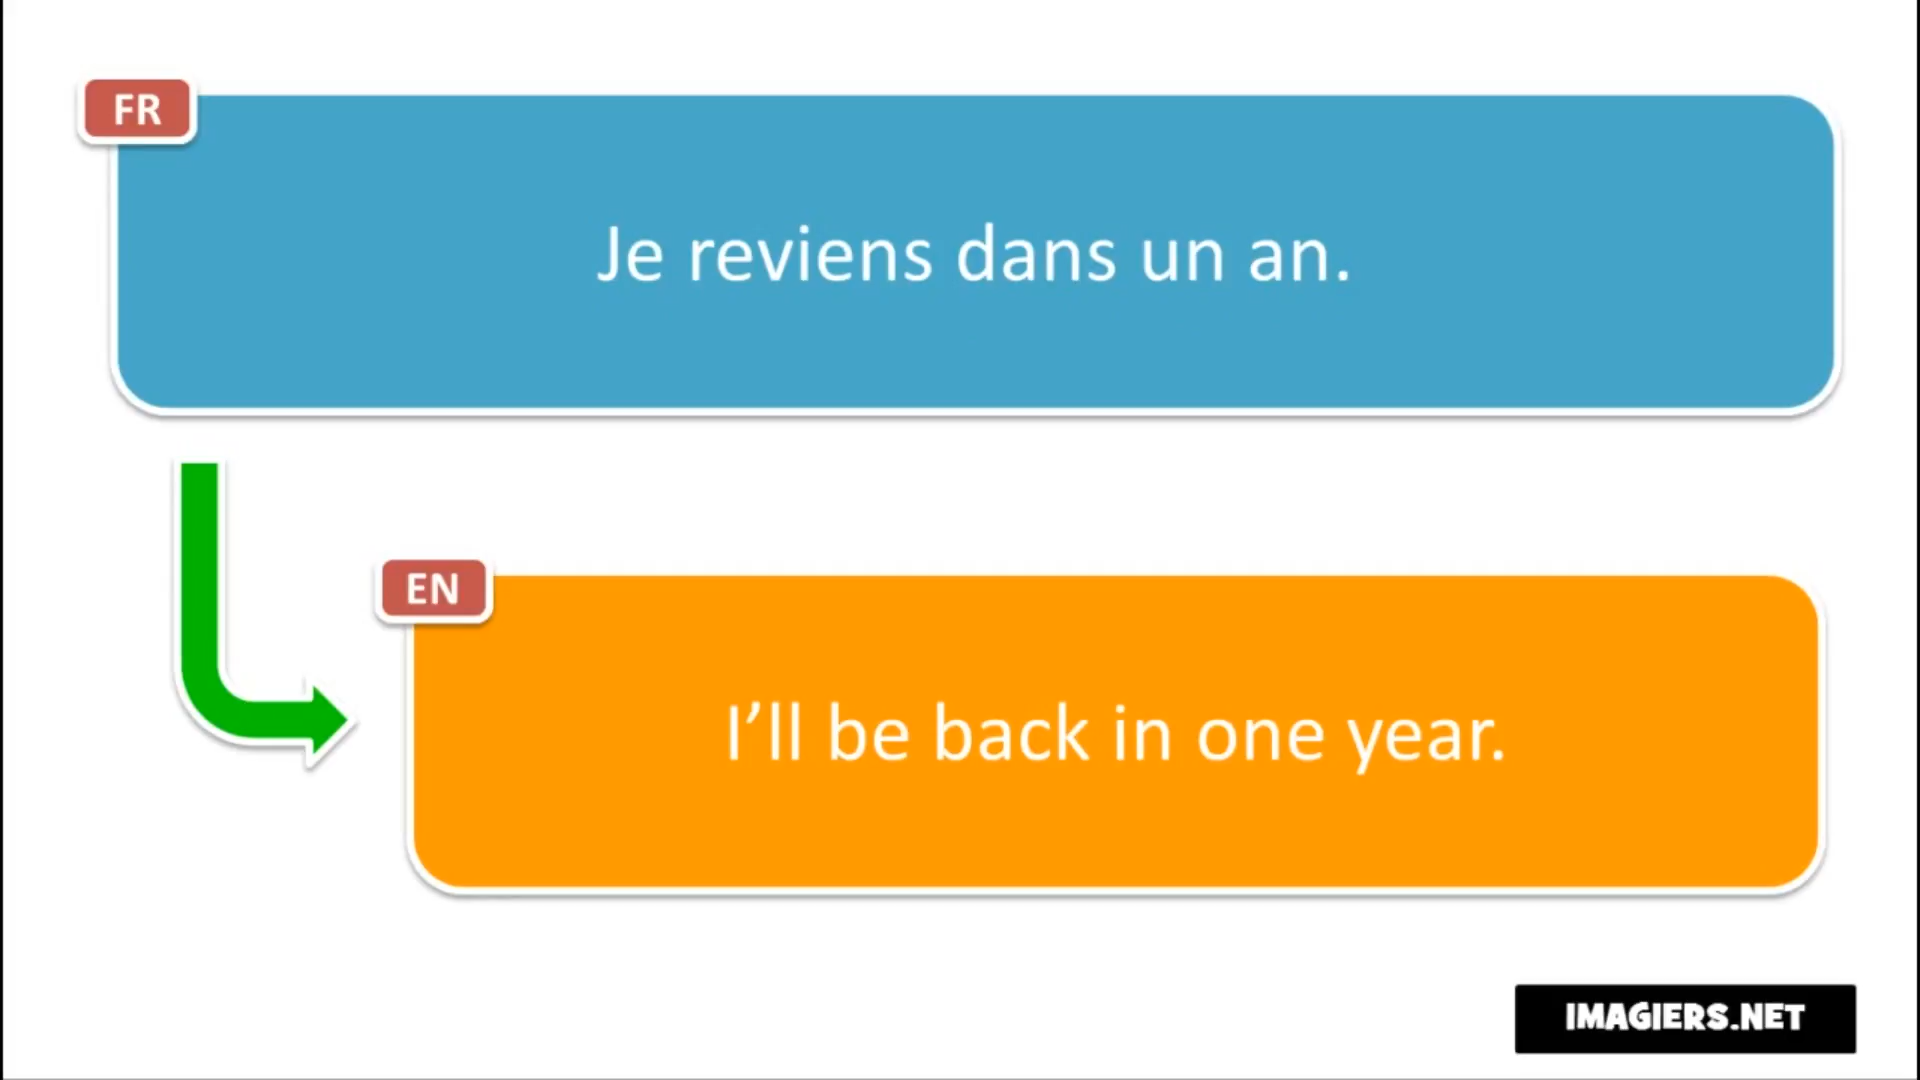 FR
Je reviens dans un an.
EN
I’ll be back in one year.
IMAGIERS.NET